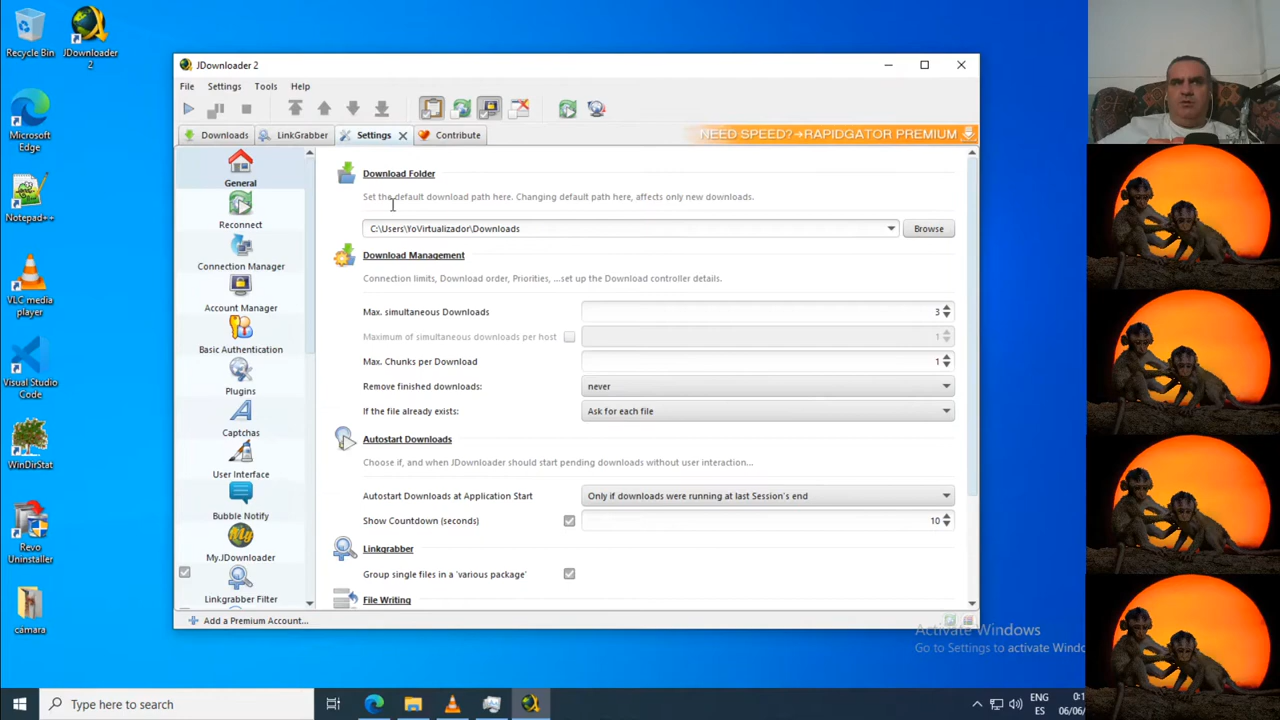 Recycle Bin
JDownloader
2
Microsoft
Edge
Notepad++
VLC media
player
Visual Studio
Code
WinDirStat
Revo
Uninstaller
camara
JDownloader 2
File
Settings
Tools
Help
Downloads
LinkGrabber
Settings
Contribute
NEED SPEED?→RAPIDGATOR PREMIUM
General
Reconnect
Connection Manager
Account Manager
Basic Authentication
Plugins
Captchas
User Interface
Bubble Notify
My
My.JDownloader
Linkgrabber Filter
Download Folder
Set the default download path here. Changing default path here, affects only new downloads.
C:\Users\YoVirtualizador\Downloads
Browse
Download Management
Connection limits, Download order, Priorities, ...set up the Download controller details.
Max. simultaneous Downloads
3
Maximum of simultaneous downloads per host
1
Max. Chunks per Download
1
Remove finished downloads:
never
If the file already exists:
Ask for each file
Autostart Downloads
Choose if, and when JDownloader should start pending downloads without user interaction...
Autostart Downloads at Application Start
Only if downloads were running at last Session's end
Show Countdown (seconds)
10
Linkgrabber
Group single files in a 'various package'
File Writing
Add a Premium Account...
Activate Windows
Go to Settings to activate Windo
Type here to search
ENG
ES
0:1
06/06/